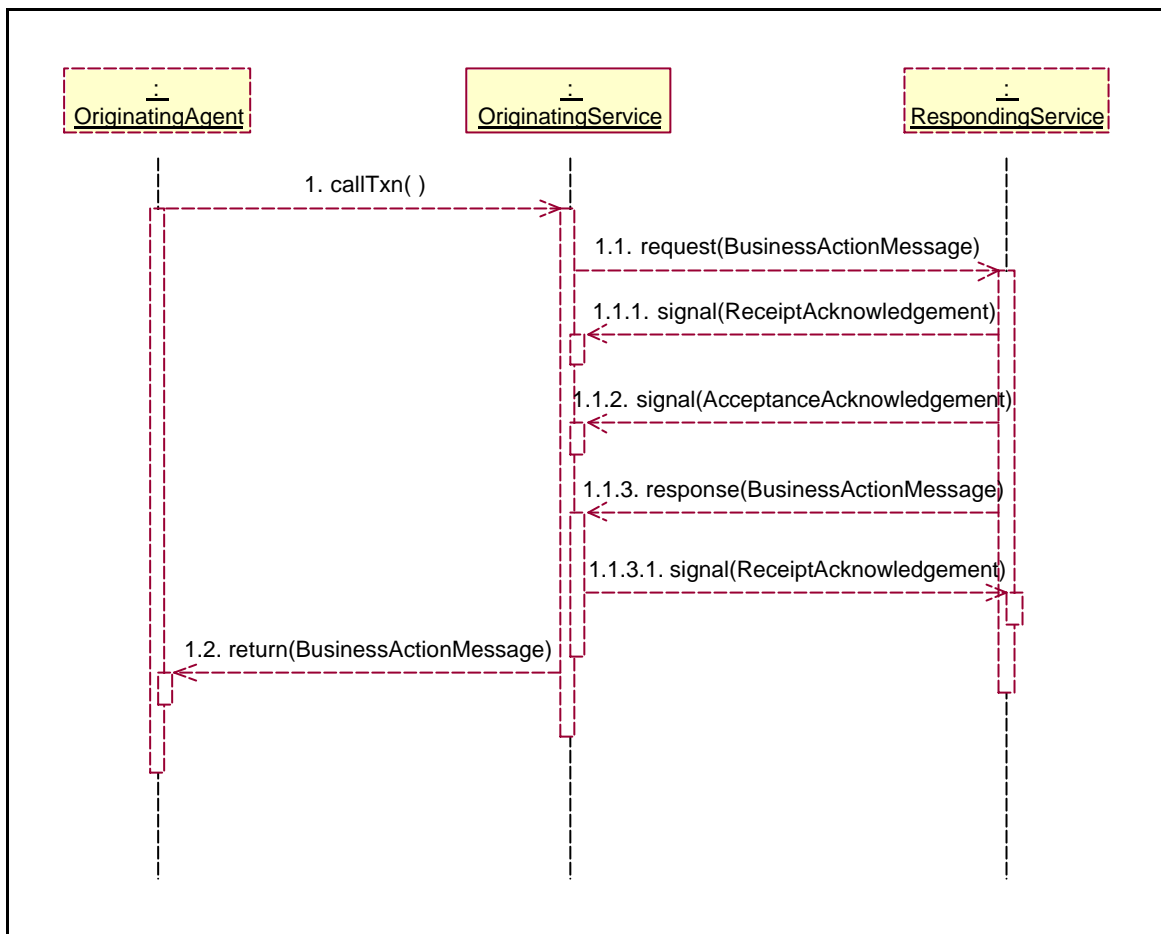 :
OriginatingAgent
:
OriginatingService
:
RespondingService
1. callTxn( )
1.1. request(BusinessActionMessage)
1.1.1. signal(ReceiptAcknowledgement)
1.1.2. signal(AcceptanceAcknowledgement)
1.1.3. response(BusinessActionMessage)
1.1.3.1. signal(ReceiptAcknowledgement)
1.2. return(BusinessActionMessage)